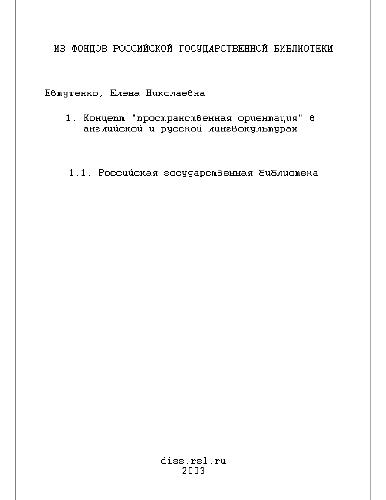 ИЗ ФОНДОВ РОССИЙСКОЙ ГОСУДАРСТВЕННОЙ БИБЛИОТЕКИ
Евтутенко, Елена Николаевна
1. Концепт "пространственная ориентация" в
английской и русской лингвокультурах
1.1. Российская государственная библиотека
diss.rsl.ru
2003